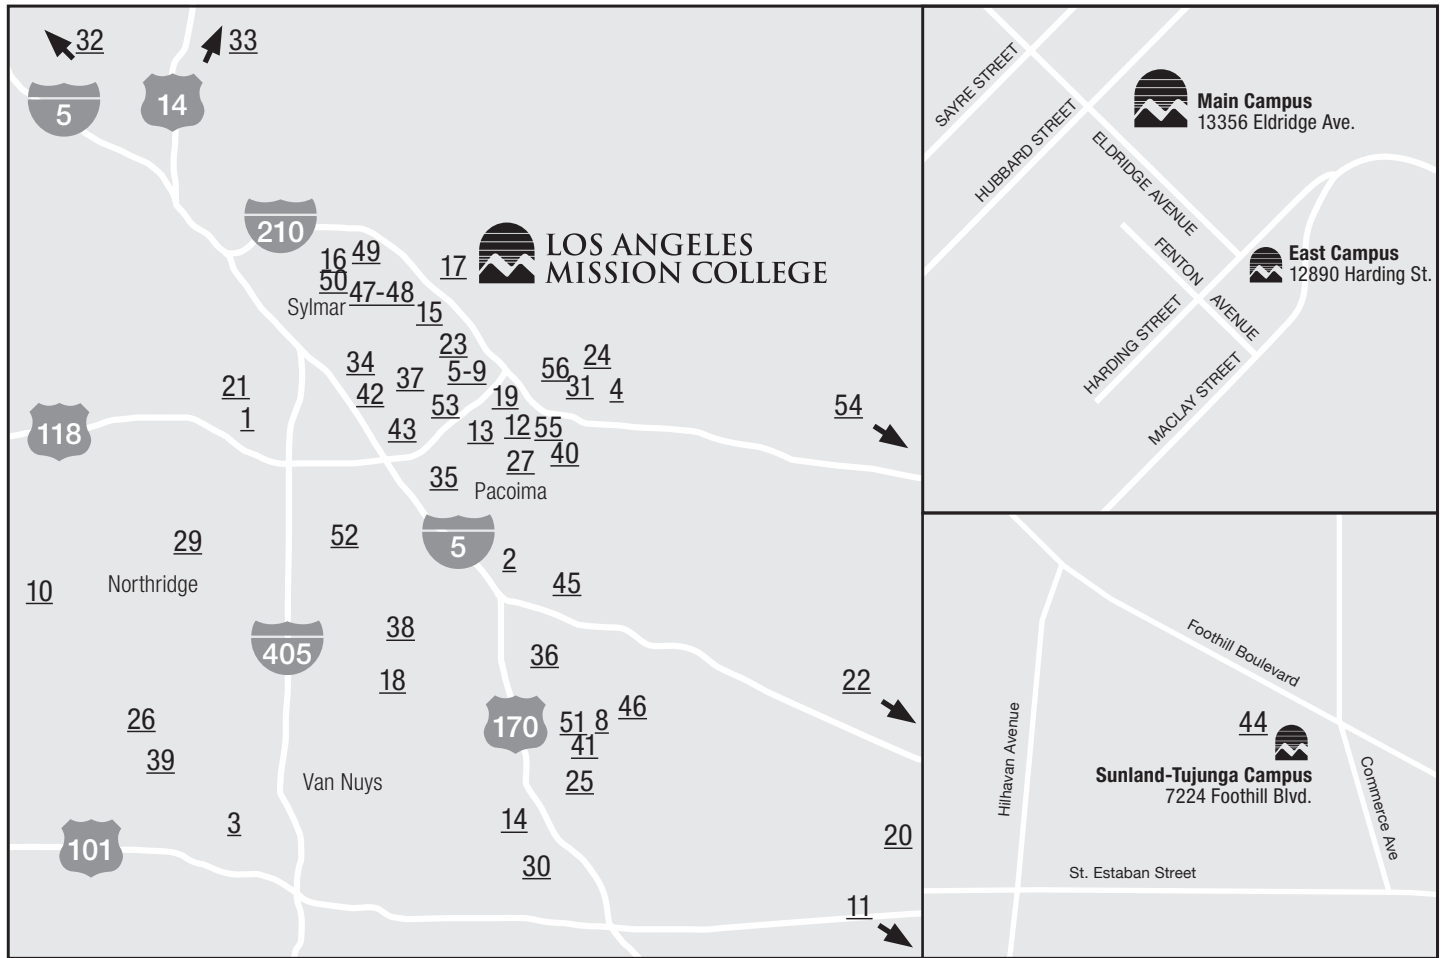 32
33
5
14
210
16
49
50
47-48
Sylmar
17
LOS ANGELES
MISSION COLLEGE
15
23
34
5-9
37
42
53
43
19
56
24
31
4
21
1
118
13
12
55
40
27
35
Pacoima
54
29
52
5
2
45
10
Northridge
38
405
36
18
22
26
170
51
8
46
41
39
25
Van Nuys
3
14
20
101
30
11
SAYRE STREET
HUBBARD STREET
Main Campus
13356 Eldridge Ave.
ELDRIDGE AVENUE
FENTON AVENUE
East Campus
12890 Harding St.
HARDING STREET
MACLAY STREET
Foothill Boulevard
Hilhavan Avenue
44
Sunland-Tujunga Campus
7224 Foothill Blvd.
Commerce Ave
St. Estaban Street